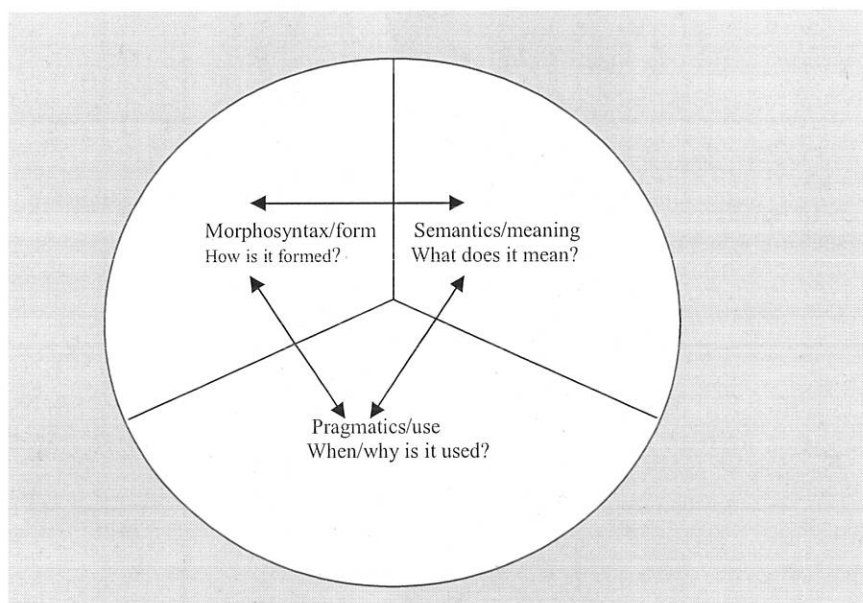 Morphosyntax/form
How is it formed?
Semantics/meaning
What does it mean?
Pragmatics/use
When/why is it used?